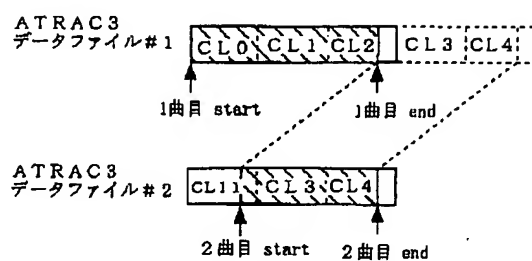 ATRAC3
データファイル#1
CL0 CL1 CL2 CL3 CL4
1曲目 start
1曲目 end
ATRAC3
データファイル#2
CL11 CL3 CL4
2曲目 start
2曲目 end